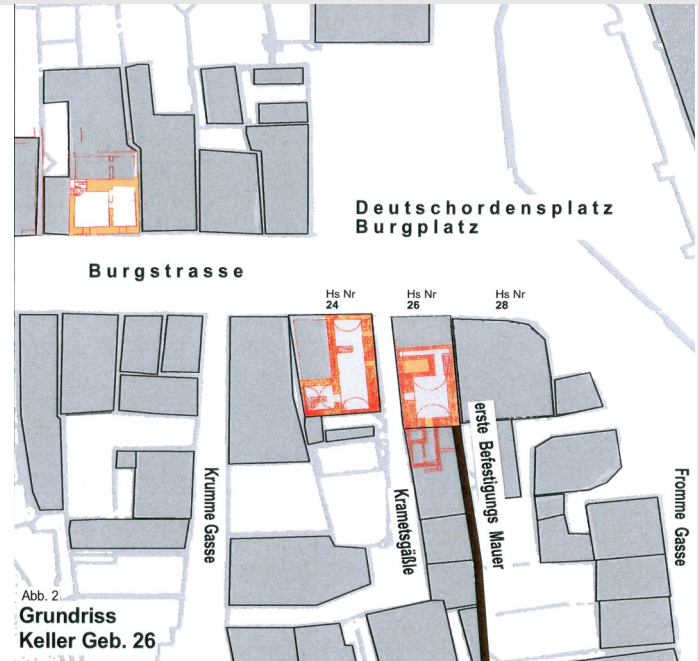 Deutschordensplatz
Burgplatz
Burgstrasse
Hs Nr
24
Hs Nr
26
Hs Nr
28
erste Befestigungs Mauer
Krumme Gasse
Krametsgäßle
Fromme Gasse
Abb. 2
Grundriss
Keller Geb. 26